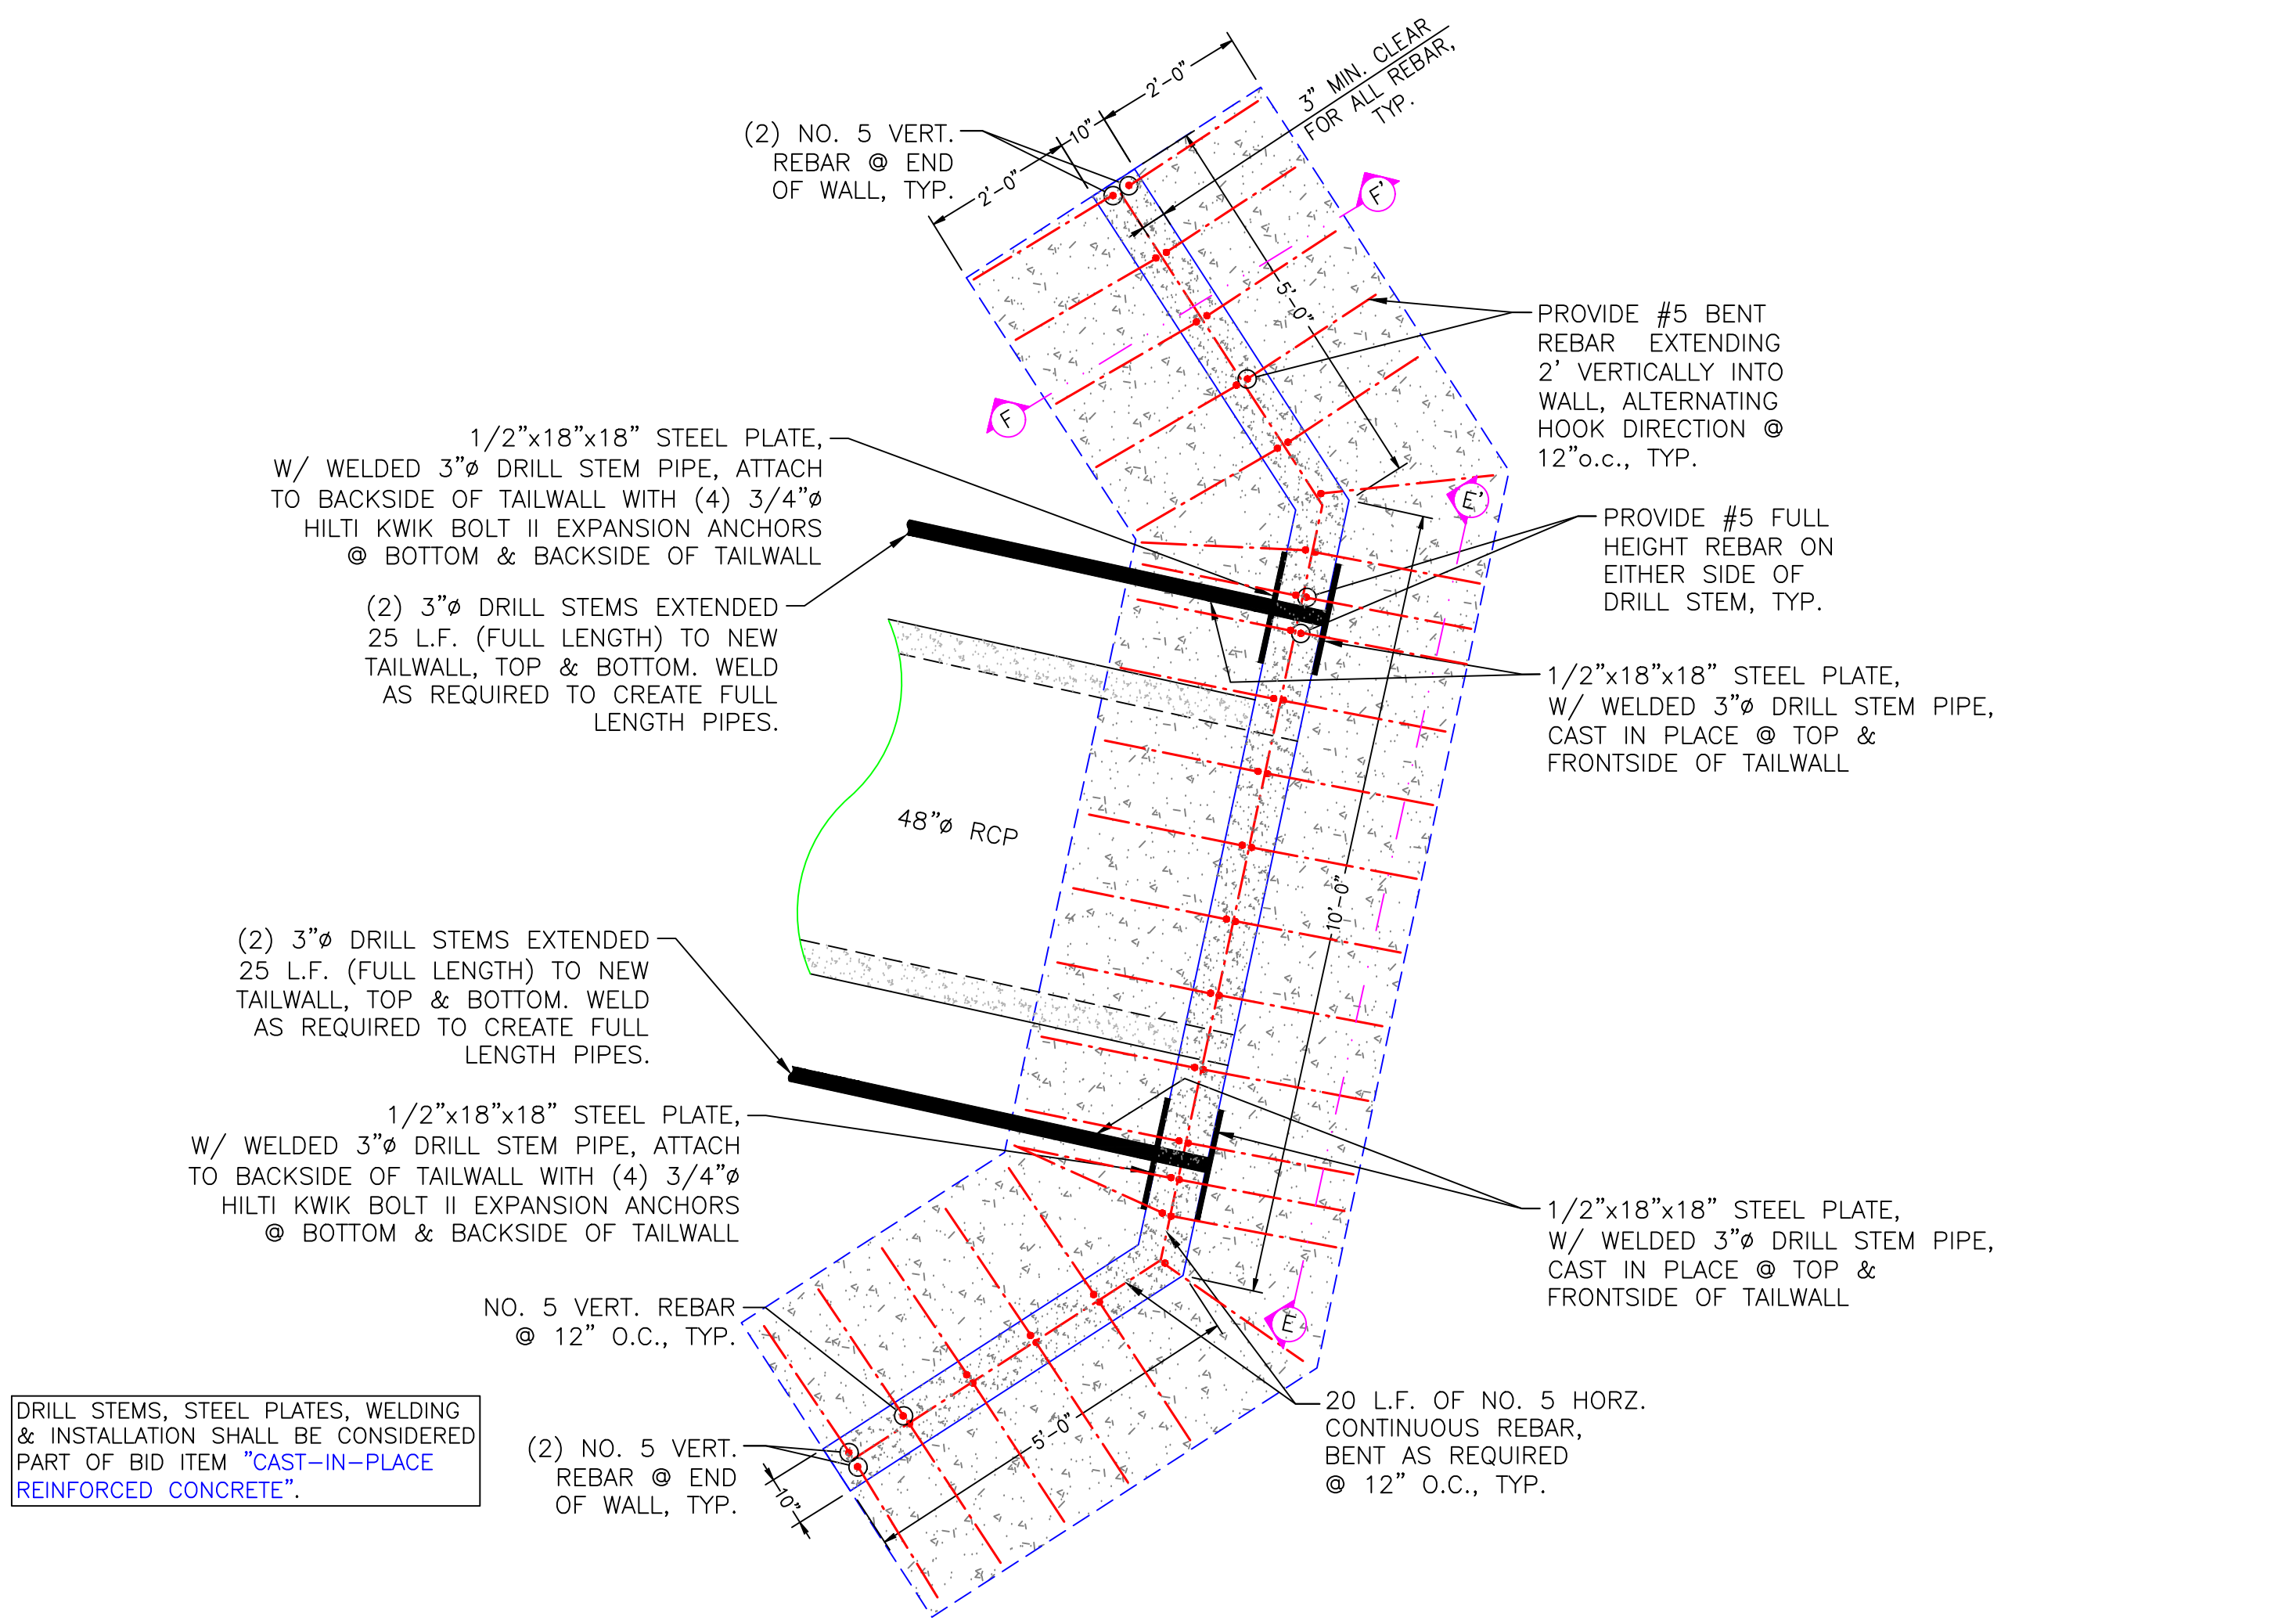 2'-0"
10"
2'-0"
3" MIN. CLEAR
FOR ALL REBAR,
TYP.
(2) NO. 5 VERT.
REBAR @ END
OF WALL, TYP.
F'
5'-0"
PROVIDE #5 BENT
REBAR EXTENDING
2' VERTICALLY INTO
WALL, ALTERNATING
HOOK DIRECTION @
12"o.c., TYP.
F
1/2"x18"x18" STEEL PLATE,
W/ WELDED 3"ø DRILL STEM PIPE, ATTACH
TO BACKSIDE OF TAILWALL WITH (4) 3/4"ø
HILTI KWIK BOLT II EXPANSION ANCHORS
@ BOTTOM & BACKSIDE OF TAILWALL
E'
PROVIDE #5 FULL
HEIGHT REBAR ON
EITHER SIDE OF
DRILL STEM, TYP.
(2) 3"ø DRILL STEMS EXTENDED
25 L.F. (FULL LENGTH) TO NEW
TAILWALL, TOP & BOTTOM. WELD
AS REQUIRED TO CREATE FULL
LENGTH PIPES.
1/2"x18"x18" STEEL PLATE,
W/ WELDED 3"ø DRILL STEM PIPE,
CAST IN PLACE @ TOP &
FRONTSIDE OF TAILWALL
48"ø RCP
10'-0"
(2) 3"ø DRILL STEMS EXTENDED
25 L.F. (FULL LENGTH) TO NEW
TAILWALL, TOP & BOTTOM. WELD
AS REQUIRED TO CREATE FULL
LENGTH PIPES.
1/2"x18"x18" STEEL PLATE,
W/ WELDED 3"ø DRILL STEM PIPE, ATTACH
TO BACKSIDE OF TAILWALL WITH (4) 3/4"ø
HILTI KWIK BOLT II EXPANSION ANCHORS
@ BOTTOM & BACKSIDE OF TAILWALL
1/2"x18"x18" STEEL PLATE,
W/ WELDED 3"ø DRILL STEM PIPE,
CAST IN PLACE @ TOP &
FRONTSIDE OF TAILWALL
NO. 5 VERT. REBAR
@ 12" O.C., TYP.
E
20 L.F. OF NO. 5 HORZ.
CONTINUOUS REBAR,
BENT AS REQUIRED
@ 12" O.C., TYP.
5'-0"
(2) NO. 5 VERT.
REBAR @ END
OF WALL, TYP.
10"
DRILL STEMS, STEEL PLATES, WELDING
& INSTALLATION SHALL BE CONSIDERED
PART OF BID ITEM "CAST-IN-PLACE
REINFORCED CONCRETE".